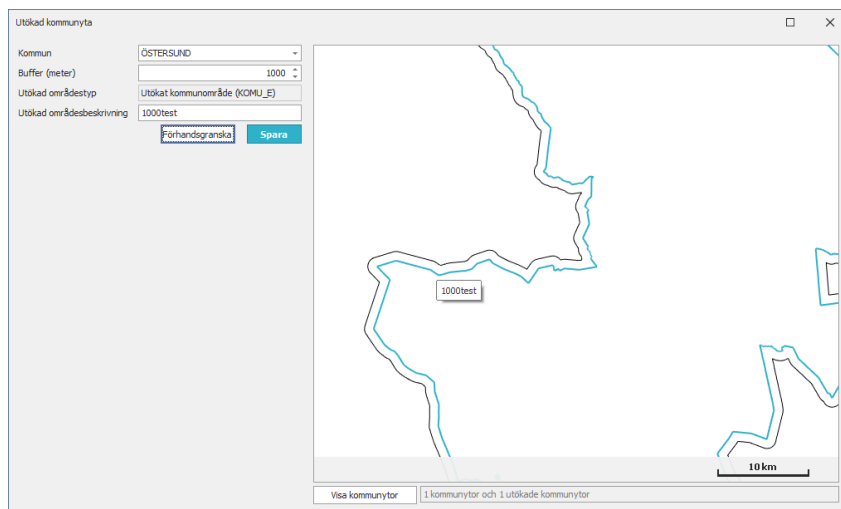 Utökad kommunyta
Kommun
ÖSTERSUND
Buffer (meter)
1000
Utökad områdestyp
Utökat kommunområde (KOMU_E)
Utökad områdesbeskrivning
1000test
Förhandsgranska
Spara
1000test
10 km
Visa kommunytor
1 kommunytor och 1 utökade kommunytor